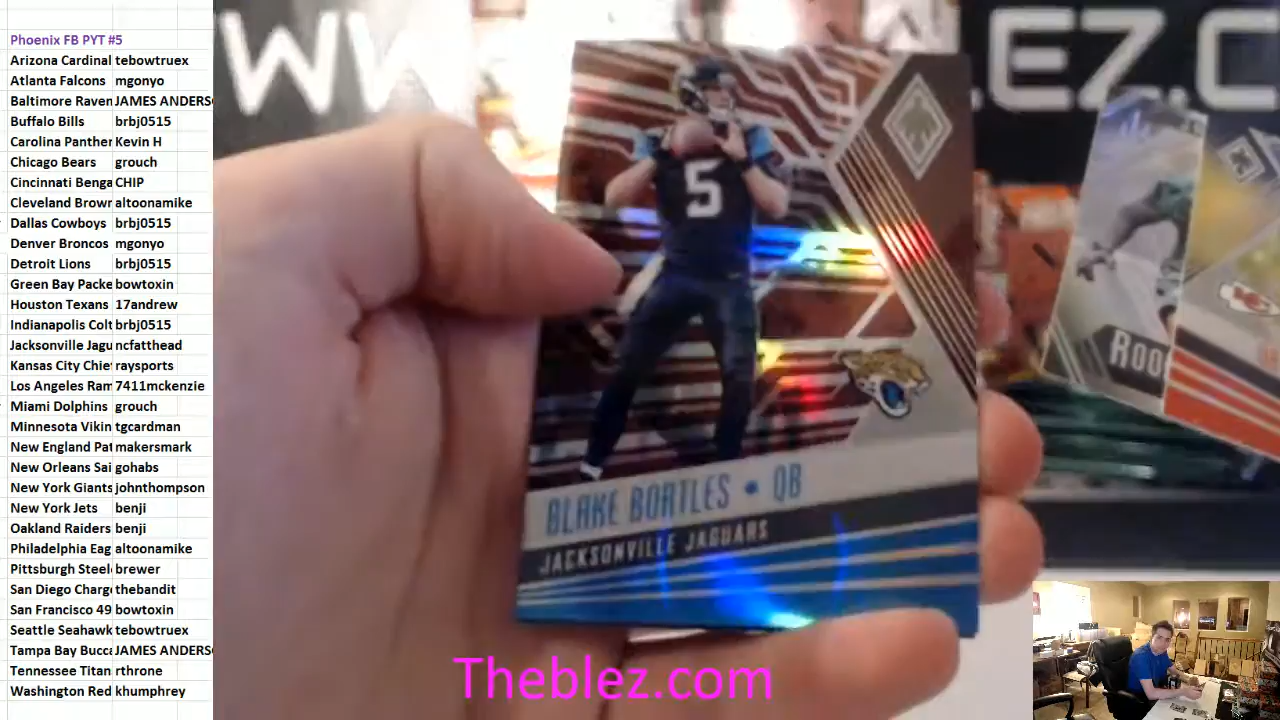 Phoenix FB PYT #5
Arizona Cardinal tebowtruex
Atlanta Falcons mgonyo
Baltimore Raven JAMES ANDERS
Buffalo Bills brbj0515
Carolina Panther Kevin H
Chicago Bears grouch
Cincinnati Benga CHIP
Cleveland Brown altoonamike
Dallas Cowboys brbj0515
Denver Broncos mgonyo
Detroit Lions brbj0515
Green Bay Packe bowtoxin
Houston Texans 17andrew
Indianapolis Colt brbj0515
Jacksonville Jagu ncfatthead
Kansas City Chie raysports
Los Angeles Ram 7411mckenzie
Miami Dolphins grouch
Minnesota Vikin tgcardman
New England Pat makersmark
New Orleans Sai gohabs
New York Giants johnthompson
New York Jets benji
Oakland Raiders benji
Philadelphia Eag altoonamike
Pittsburgh Steel brewer
San Diego Charg thebandit
San Francisco 49 bowtoxin
Seattle Seahawk tebowtruex
Tampa Bay Bucca JAMES ANDERS
Tennessee Titan rthrone
Washington Red khumphrey
WW EZ.C
5
BLAKE BORTLES • QB
JACKSONVILLE JAGUARS
ROO
Theblez.com